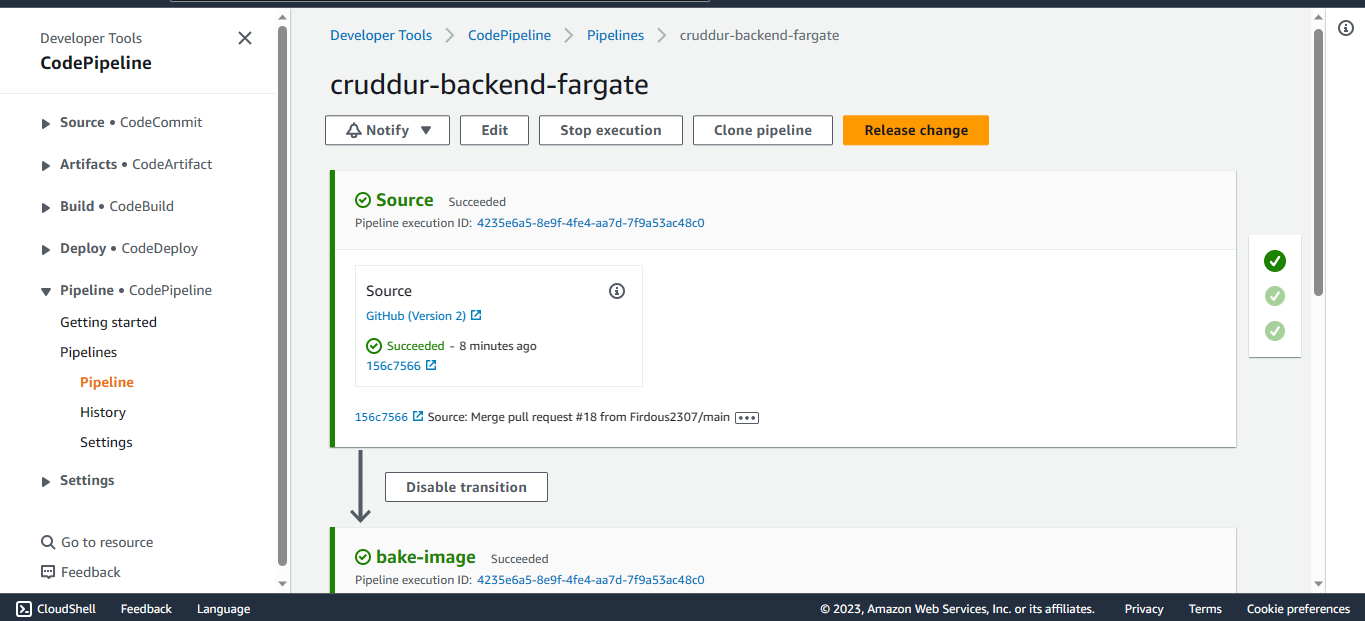 Developer Tools
CodePipeline
Source • CodeCommit
Artifacts • CodeArtifact
Build • CodeBuild
Deploy • CodeDeploy
Pipeline • CodePipeline
Getting started
Pipelines
Pipeline
History
Settings
Settings
Go to resource
Feedback
Developer Tools > CodePipeline > Pipelines > cruddur-backend-fargate
cruddur-backend-fargate
Notify Edit Stop execution Clone pipeline Release change
Source Succeeded
Pipeline execution ID: 4235e6a5-8e9f-4fe4-aa7d-7f9a53ac48c0
Source
GitHub (Version 2)
Succeeded - 8 minutes ago
156c7566
156c7566 Source: Merge pull request #18 from Firdous2307/main
Disable transition
bake-image Succeeded
Pipeline execution ID: 4235e6a5-8e9f-4fe4-aa7d-7f9a53ac48c0
CloudShell Feedback Language © 2023, Amazon Web Services, Inc. or its affiliates. Privacy Terms Cookie preferences